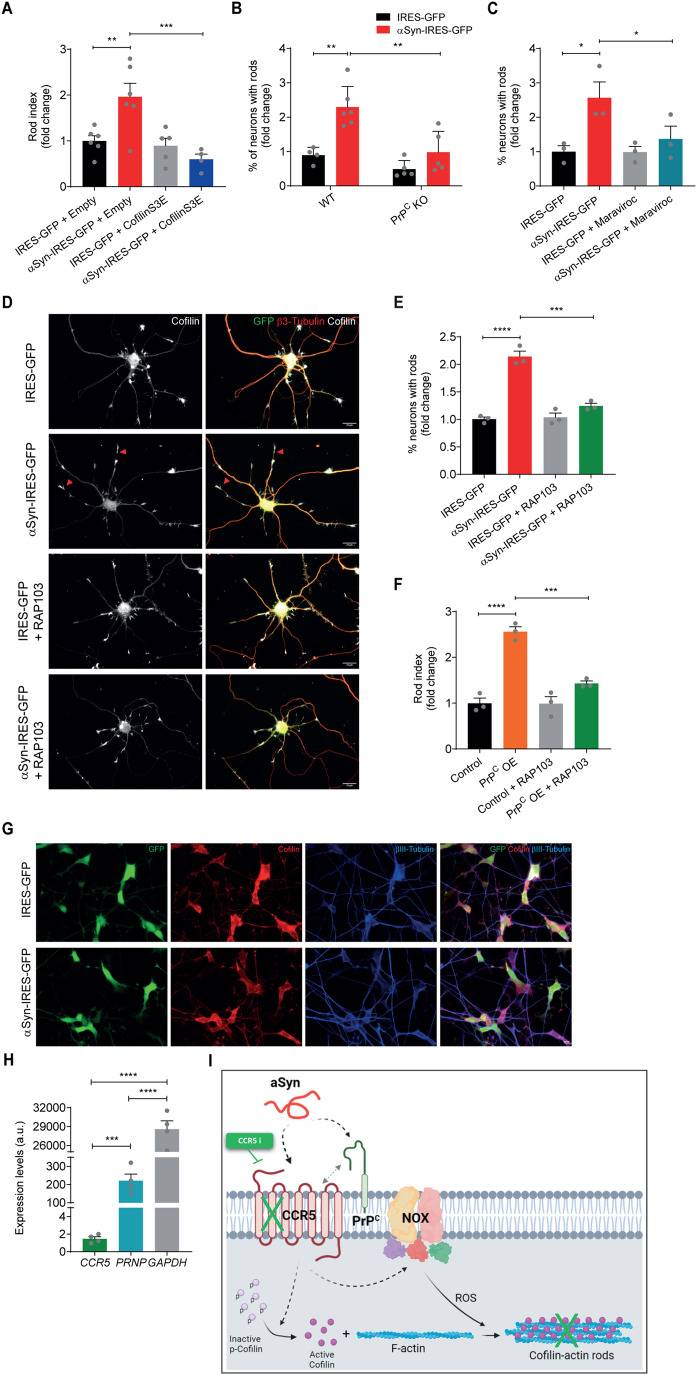 A
Rod index
(fold change)
3
2
1
0
**
***
IRES-GFP + Empty
αSyn-IRES-GFP + Empty
IRES-GFP + CofilinS3E
αSyn-IRES-GFP + CofilinS3E
B
IRES-GFP
αSyn-IRES-GFP
% of neurons with rods
(fold change)
4
3
2
1
0
**
**
WT
PrPᶜ KO
C
% neurons with rods
(fold change)
4
3
2
1
0
*
*
IRES-GFP
αSyn-IRES-GFP
IRES-GFP + Maraviroc
αSyn-IRES-GFP + Maraviroc
D
Cofilin
GFP β3-Tubulin Cofilin
IRES-GFP
αSyn-IRES-GFP
IRES-GFP
+ RAP103
αSyn-IRES-GFP
+ RAP103
E
% neurons with rods
(fold change)
2.5
2.0
1.5
1.0
0.5
0.0
****
***
IRES-GFP
αSyn-IRES-GFP
IRES-GFP + RAP103
αSyn-IRES-GFP + RAP103
F
Rod index
(fold change)
3
2
1
0
****
***
Control
PrPᶜ OE
Control + RAP103
PrPᶜ OE + RAP103
G
GFP
Cofilin
βIII-Tubulin
GFP Cofilin βIII-Tubulin
IRES-GFP
αSyn-IRES-GFP
H
Expression levels (a.u.)
32000
29000
26000
300
200
100
4
2
0
****
****
***
CCR5
PRNP
GAPDH
I
aSyn
CCR5 i
CCR5
PrPᶜ
NOX
ROS
P
P
P
P
P
Inactive
p-Cofilin
Active
Cofilin
+
F-actin
Cofilin-actin rods